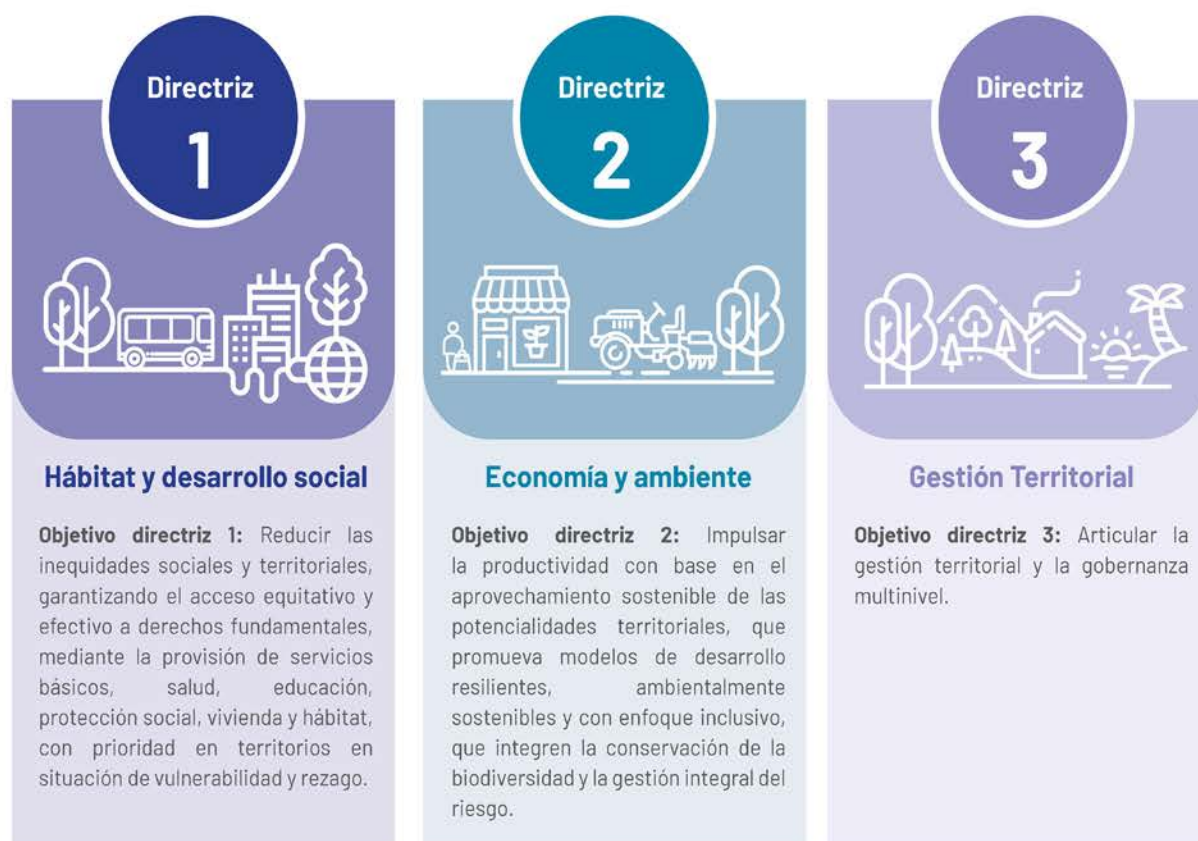 Directriz
1
Hábitat y desarrollo social
Objetivo directriz 1: Reducir las
inequidades sociales y territoriales,
garantizando el acceso equitativo y
efectivo a derechos fundamentales,
mediante la provisión de servicios
básicos, salud, educación,
protección social, vivienda y hábitat,
con prioridad en territorios en
situación de vulnerabilidad y rezago.
Directriz
2
Economía y ambiente
Objetivo directriz 2: Impulsar
la productividad con base en el
aprovechamiento sostenible de las
potencialidades territoriales, que
promueva modelos de desarrollo
resilientes, ambientalmente
sostenibles y con enfoque inclusivo,
que integren la conservación de la
biodiversidad y la gestión integral del
riesgo.
Directriz
3
Gestión Territorial
Objetivo directriz 3: Articular la
gestión territorial y la gobernanza
multinivel.